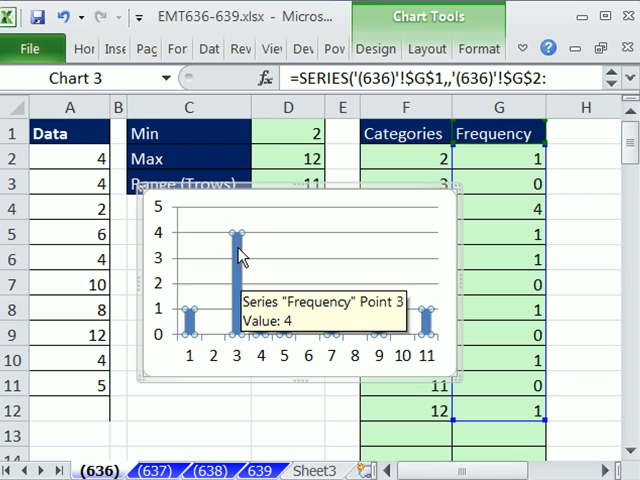 EMT636-639.xlsx - Micros...
Chart Tools
File Hor Inse Pag For Dat Rev Viev Dev Pov Design Layout Format
Chart 3 fx =SERIES('(636)'!$G$1,,'(636)'!$G$2:
A B C D E F G H
1 Data Min 2 Categories Frequency
2 4 Max 12 2 1
3 4 Range (Trows) 11 3 0
4 2 4
5 6 1
6 4 1
7 10 0
8 8 1
9 12 0
10 4 1
11 5 11 0
12 12 1
13
5
4
3
2
1
0
1 2 3 4 5 6 7 8 9 10 11
Series "Frequency" Point 3
Value: 4
(636) (637) (638) 639 Sheet3